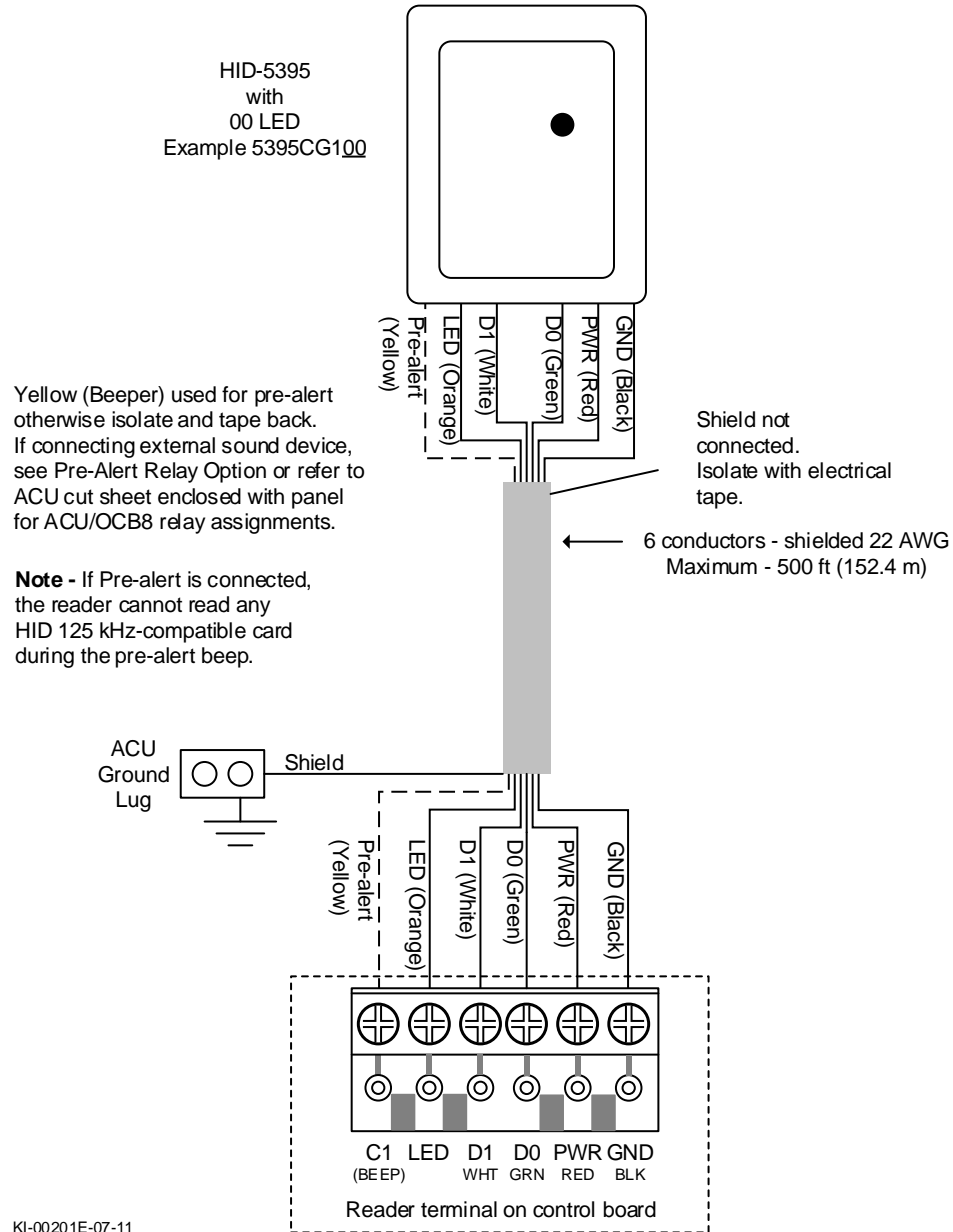 HID-5395
with
00 LED
Example 5395CG100
Pre-alert
(Yellow)
LED (Orange)
D1 (White)
D0 (Green)
PWR (Red)
GND (Black)
Yellow (Beeper) used for pre-alert
otherwise isolate and tape back.
If connecting external sound device,
see Pre-Alert Relay Option or refer to
ACU cut sheet enclosed with panel
for ACU/OCB8 relay assignments.
Note - If Pre-alert is connected,
the reader cannot read any
HID 125 kHz-compatible card
during the pre-alert beep.
Shield not
connected.
Isolate with electrical
tape.
6 conductors - shielded 22 AWG
Maximum - 500 ft (152.4 m)
ACU
Ground
Lug
Shield
Pre-alert
(Yellow)
LED (Orange)
D1 (White)
D0 (Green)
PWR (Red)
GND (Black)
C1 LED D1 D0 PWR GND
(BEEP) WHT GRN RED BLK
Reader terminal on control board
KI-00201E-07-11